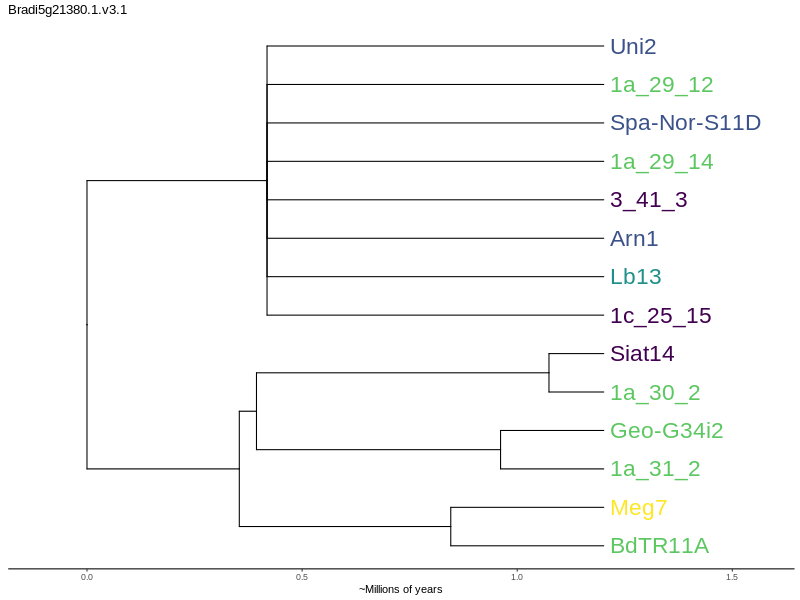 Bradi5g21380.1.v3.1
Uni2
1a_29_12
Spa-Nor-S11D
1a_29_14
3_41_3
Arn1
Lb13
1c_25_15
Siat14
1a_30_2
Geo-G34i2
1a_31_2
Meg7
BdTR11A
0.0 0.5 1.0 1.5
~Millions of years